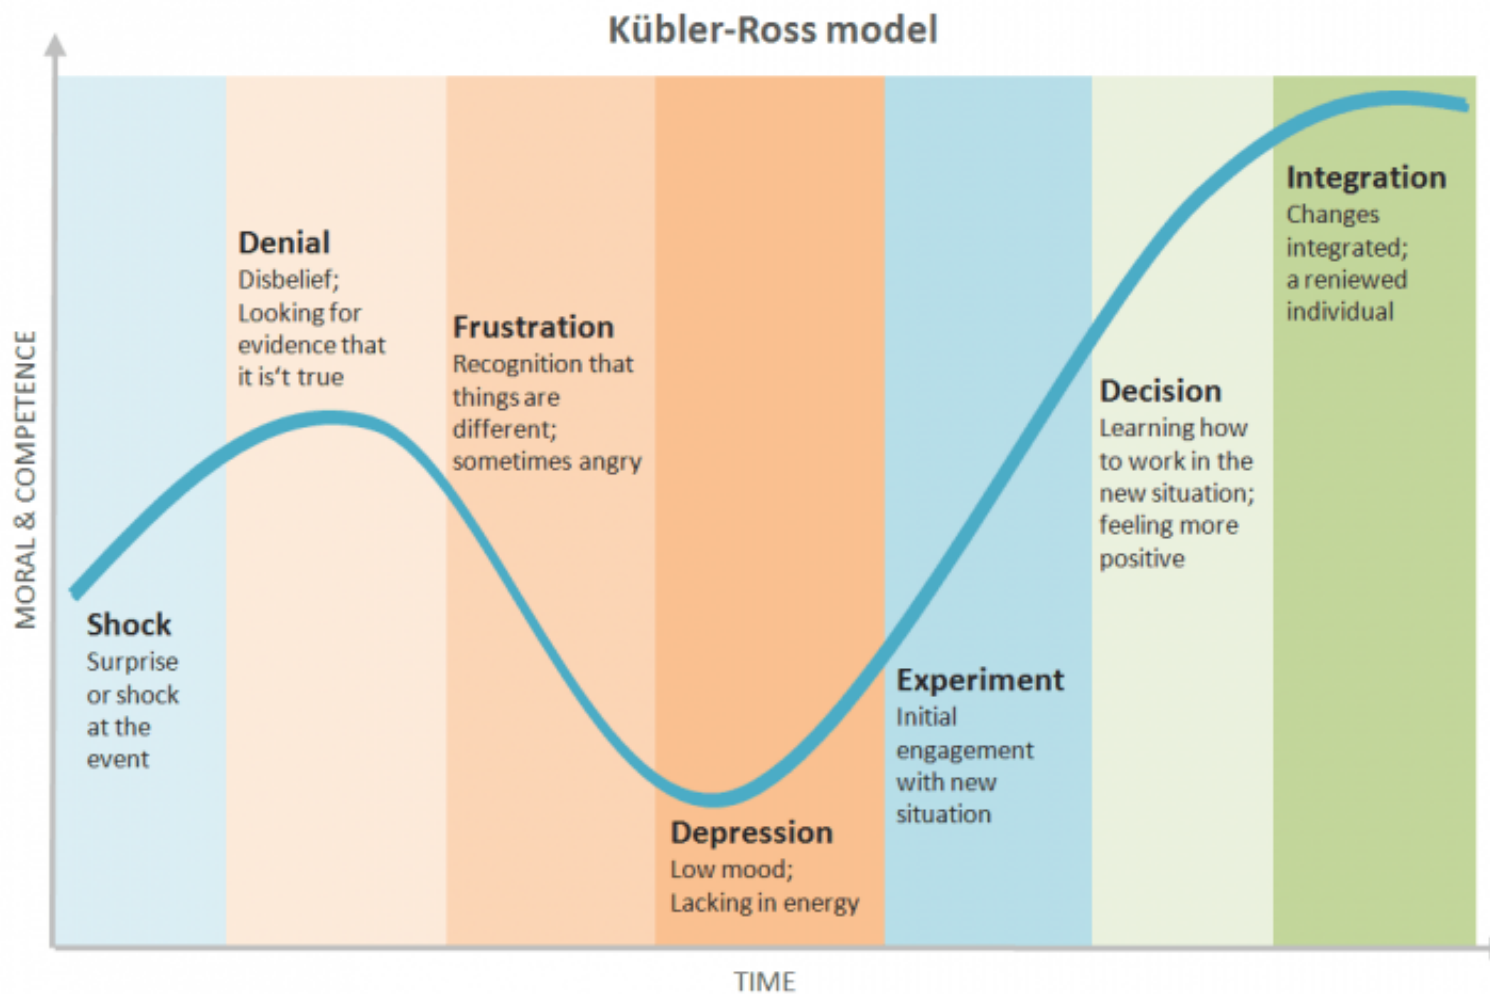 Kübler-Ross model
MORAL & COMPETENCE
Shock
Surprise
or shock
at the
event
Denial
Disbelief;
Looking for
evidence that
it is‘t true
Frustration
Recognition that
things are
different;
sometimes angry
Depression
Low mood;
Lacking in energy
Experiment
Initial
engagement
with new
situation
Decision
Learning how
to work in the
new situation;
feeling more
positive
Integration
Changes
integrated;
a reniewed
individual
TIME